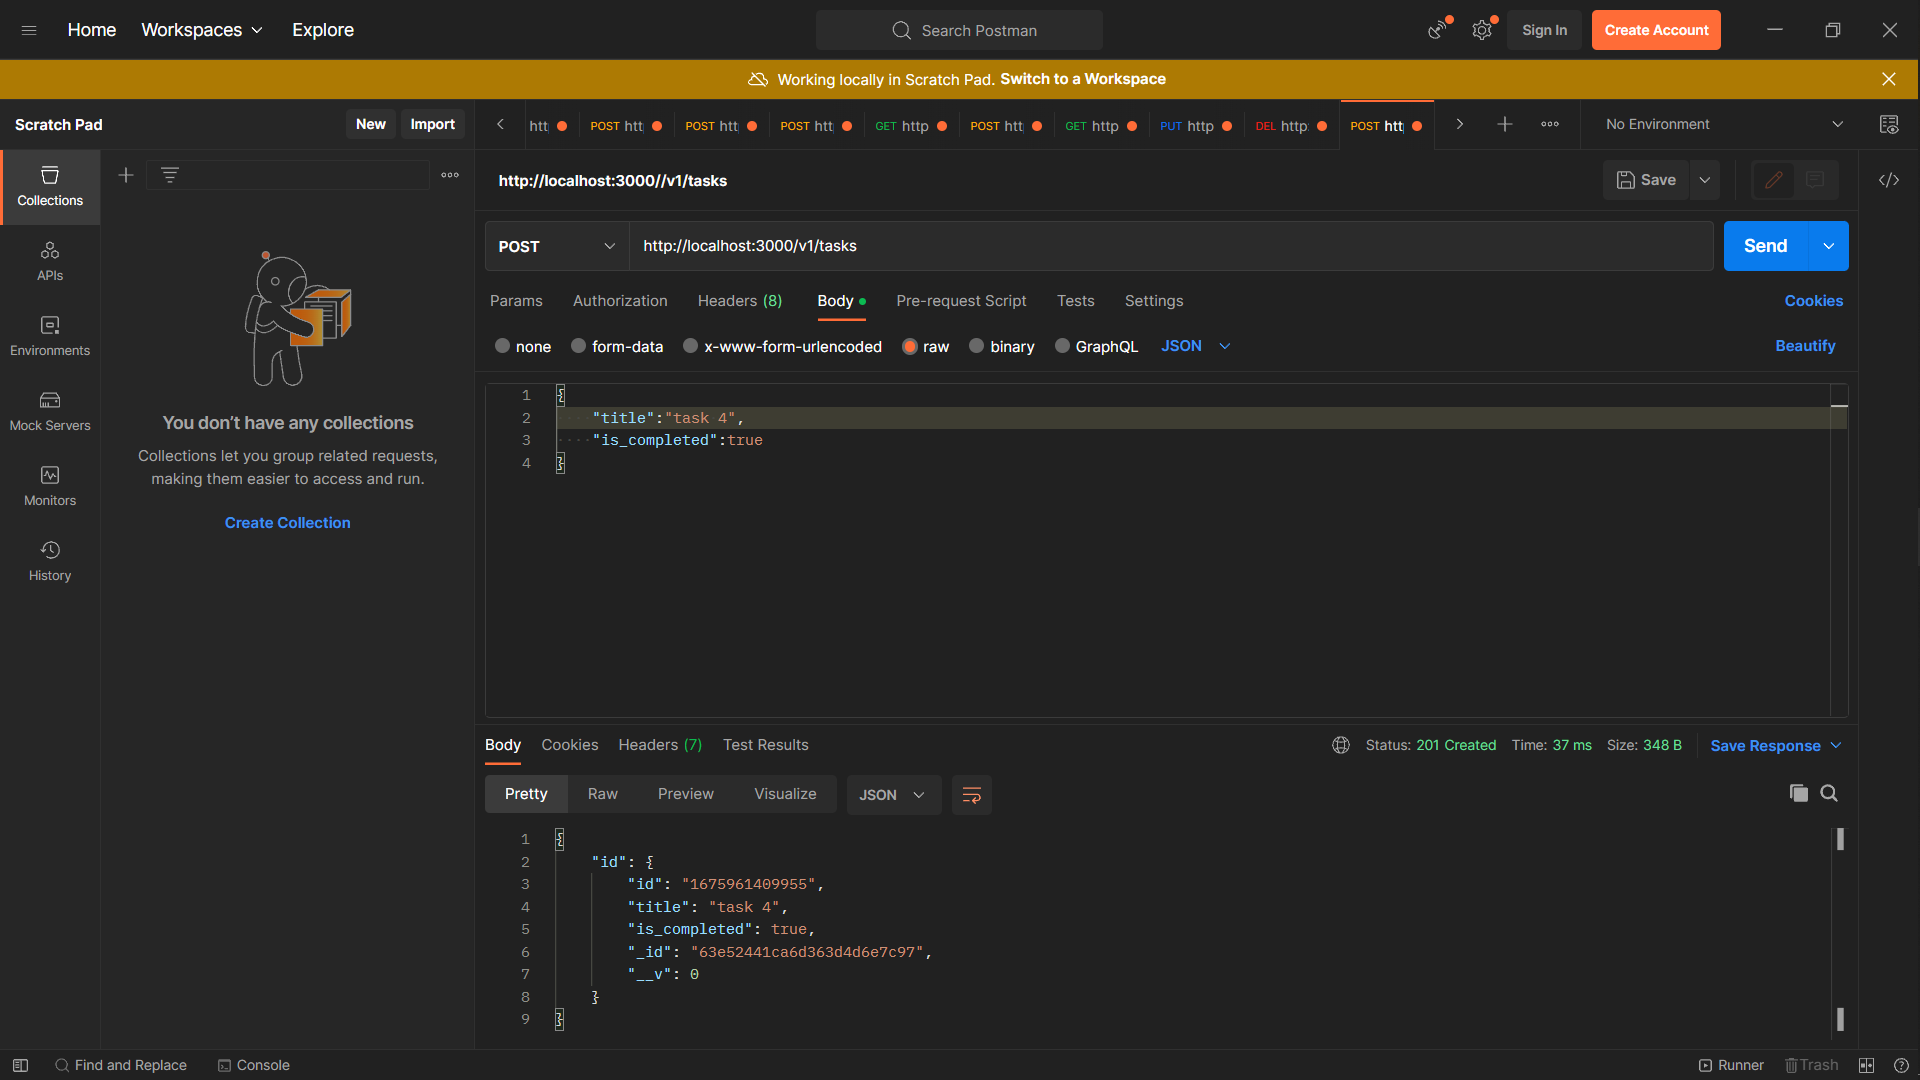 Home Workspaces Explore Search Postman Sign In Create Account
Working locally in Scratch Pad. Switch to a Workspace
Scratch Pad New Import
htt POST htt POST htt POST htt GET http POST htt GET http PUT http DEL http POST htt No Environment
Collections
APIs
Environments
Mock Servers
Monitors
History
You don’t have any collections
Collections let you group related requests,
making them easier to access and run.
Create Collection
http://localhost:3000//v1/tasks Save
POST http://localhost:3000/v1/tasks Send
Params Authorization Headers (8) Body Pre-request Script Tests Settings Cookies
none form-data x-www-form-urlencoded raw binary GraphQL JSON Beautify
1 {
2 "title":"task 4",
3 "is_completed":true
4 }
Body Cookies Headers (7) Test Results Status: 201 Created Time: 37 ms Size: 348 B Save Response
Pretty Raw Preview Visualize JSON
1 {
2 "id": {
3 "id": "1675961409955",
4 "title": "task 4",
5 "is_completed": true,
6 "_id": "63e52441ca6d363d4d6e7c97",
7 "__v": 0
8 }
9 }
Find and Replace Console Runner Trash